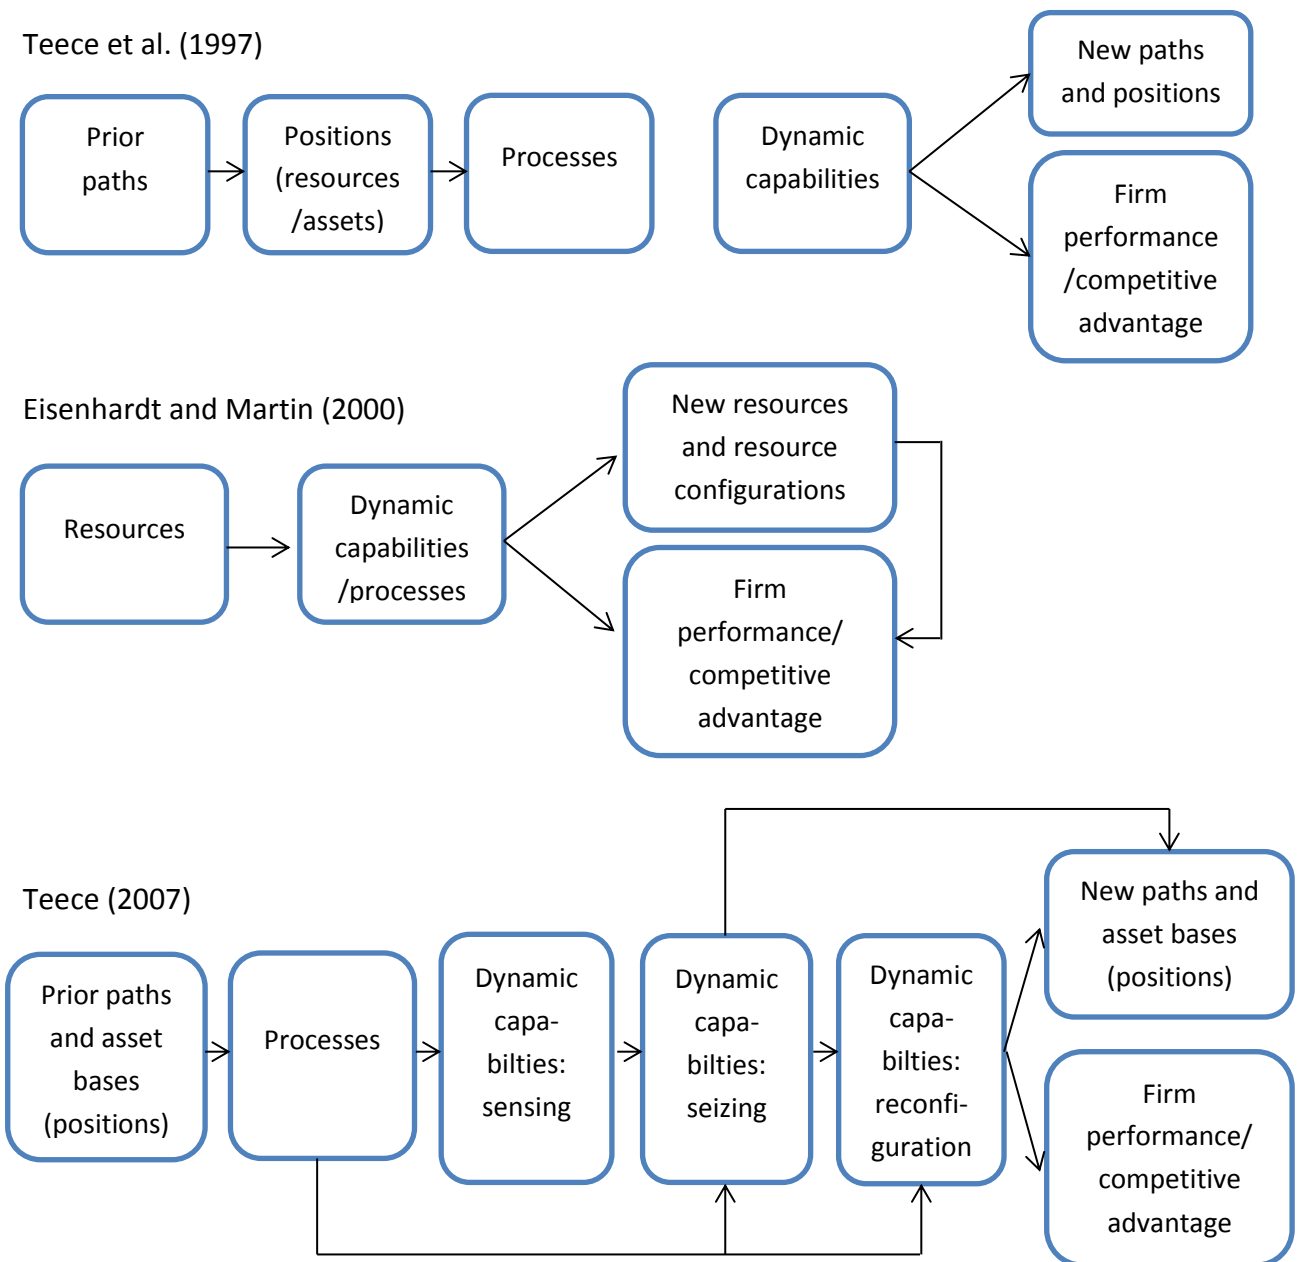 Teece et al. (1997)
Prior
paths
Positions
(resources
/assets)
Processes
Dynamic
capabilities
New paths
and positions
Firm
performance
/competitive
advantage
Eisenhardt and Martin (2000)
Resources
Dynamic
capabilities
/processes
New resources
and resource
configurations
Firm
performance/
competitive
advantage
Teece (2007)
Prior paths
and asset
bases
(positions)
Processes
Dynamic
capa-
bilties:
sensing
Dynamic
capa-
bilties:
seizing
Dynamic
capa-
bilties:
reconfi-
guration
New paths and
asset bases
(positions)
Firm
performance/
competitive
advantage